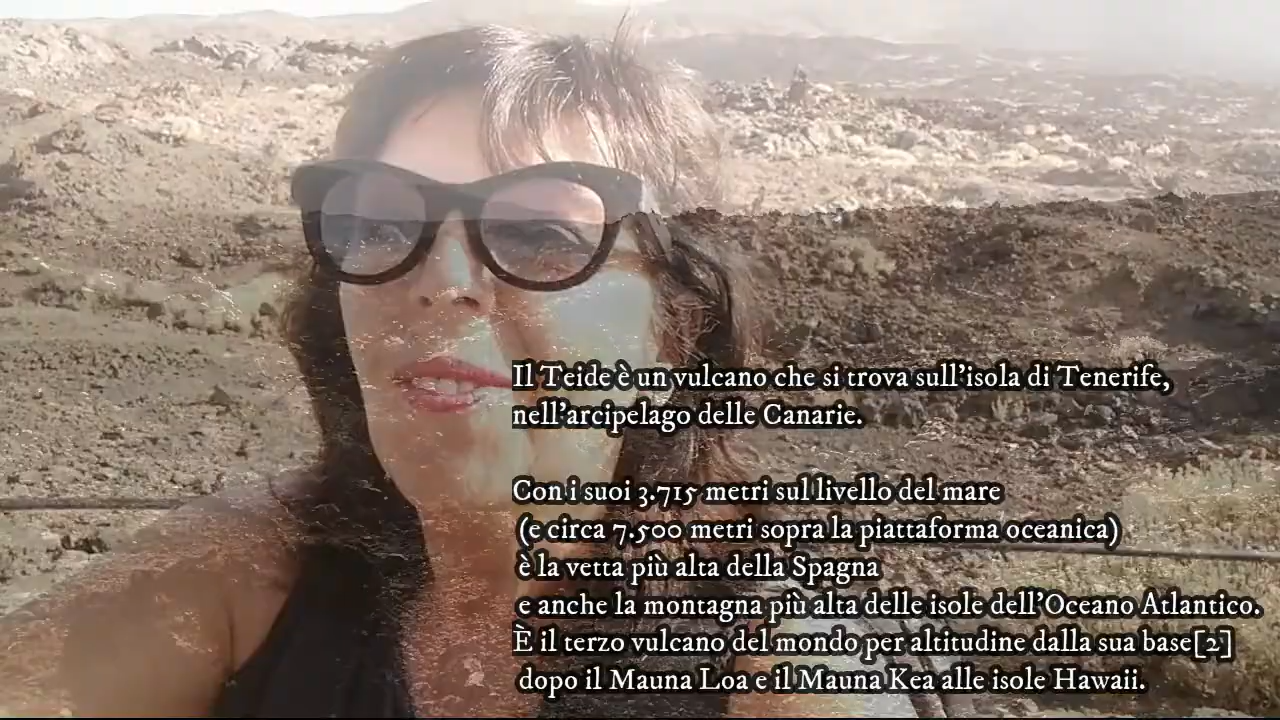 Il Teide è un vulcano che si trova sull'isola di Tenerife,
nell'arcipelago delle Canarie.
Con i suoi 3.715 metri sul livello del mare
(e circa 7.500 metri sopra la piattaforma oceanica)
è la vetta più alta della Spagna
e anche la montagna più alta delle isole dell'Oceano Atlantico.
È il terzo vulcano del mondo per altitudine dalla sua base[2]
dopo il Mauna Loa e il Mauna Kea alle isole Hawaii.